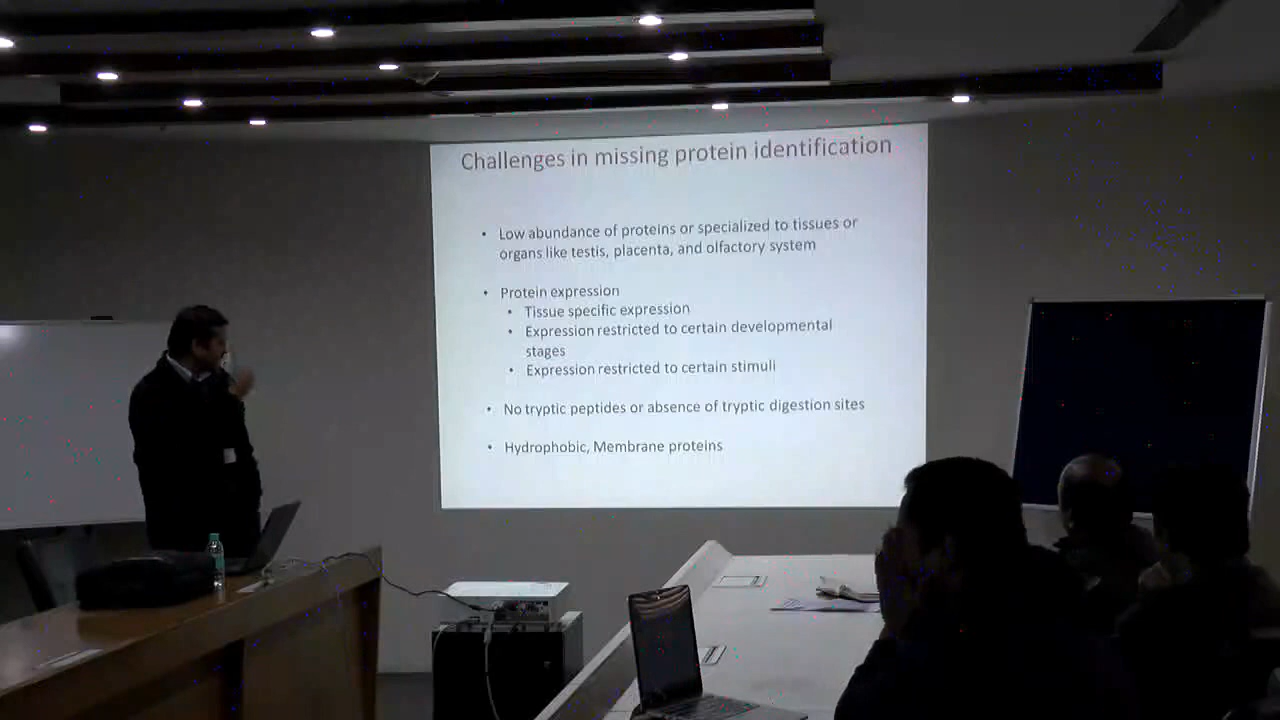 Challenges in missing protein identification
• Low abundance of proteins or specialized to tissues or
organs like testis, placenta, and olfactory system
• Protein expression
• Tissue specific expression
• Expression restricted to certain developmental
stages
• Expression restricted to certain stimuli
• No tryptic peptides or absence of tryptic digestion sites
• Hydrophobic, Membrane proteins